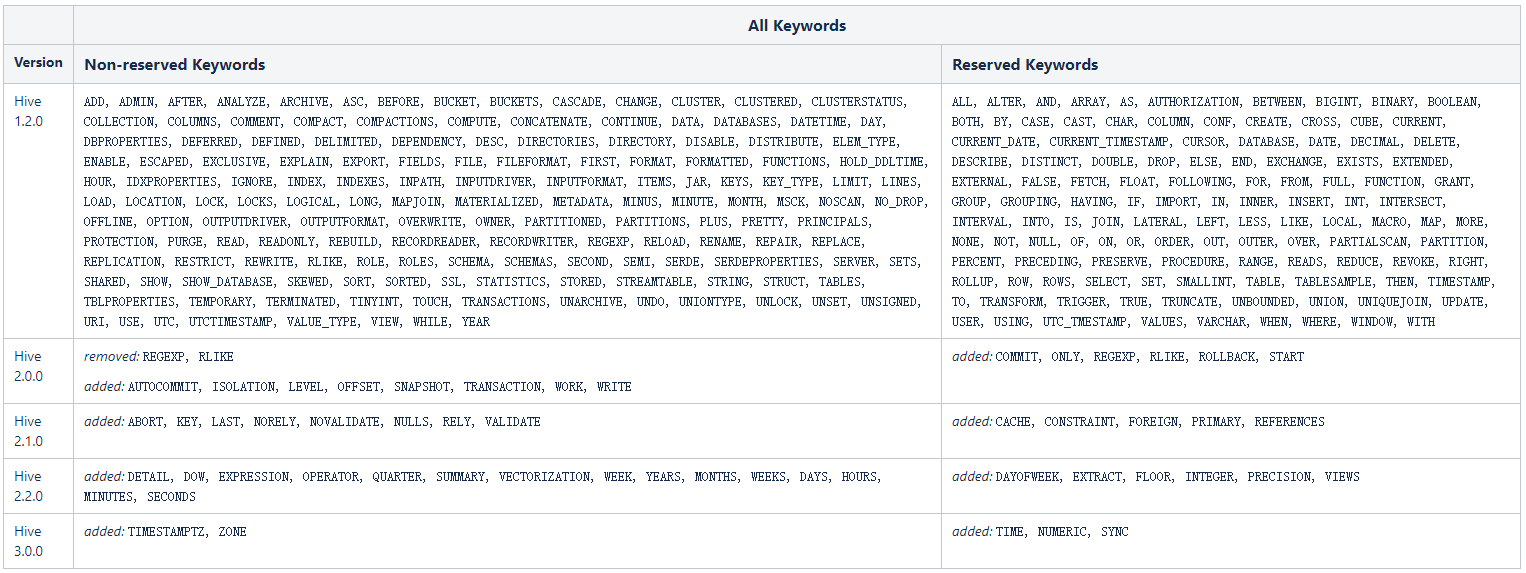 All Keywords
Version
Non-reserved Keywords
Reserved Keywords
Hive
1.2.0
ADD, ADMIN, AFTER, ANALYZE, ARCHIVE, ASC, BEFORE, BUCKET, BUCKETS, CASCADE, CHANGE, CLUSTER, CLUSTERED, CLUSTERSTATUS,
COLLECTION, COLUMNS, COMMENT, COMPACT, COMPACTIONS, COMPUTE, CONCATENATE, CONTINUE, DATA, DATABASES, DATETIME, DAY,
DBPROPERTIES, DEFERRED, DEFINED, DELIMITED, DEPENDENCY, DESC, DIRECTORIES, DIRECTORY, DISABLE, DISTRIBUTE, ELEM_TYPE,
ENABLE, ESCAPED, EXCLUSIVE, EXPLAIN, EXPORT, FIELDS, FILE, FILEFORMAT, FIRST, FORMAT, FORMATTED, FUNCTIONS, HOLD_DDLTIME,
HOUR, IDXPROPERTIES, IGNORE, INDEX, INDEXES, INPATH, INPUTDRIVER, INPUTFORMAT, ITEMS, JAR, KEYS, KEY_TYPE, LIMIT, LINES,
LOAD, LOCATION, LOCK, LOCKS, LOGICAL, LONG, MAPJOIN, MATERIALIZED, METADATA, MINUS, MINUTE, MONTH, MSCK, NOSCAN, NO_DROP,
OFFLINE, OPTION, OUTPUTDRIVER, OUTPUTFORMAT, OVERWRITE, OWNER, PARTITIONED, PARTITIONS, PLUS, PRETTY, PRINCIPALS,
PROTECTION, PURGE, READ, READONLY, REBUILD, RECORDREADER, RECORDWRITER, REGEXP, RELOAD, RENAME, REPAIR, REPLACE,
REPLICATION, RESTRICT, REWRITE, RLIKE, ROLE, ROLES, SCHEMA, SCHEMAS, SECOND, SEMI, SERDE, SERDEPROPERTIES, SERVER, SETS,
SHARED, SHOW, SHOW_DATABASE, SKEWED, SORT, SORTED, SSL, STATISTICS, STORED, STREAMTABLE, STRING, STRUCT, TABLES,
TBLPROPERTIES, TEMPORARY, TERMINATED, TINYINT, TOUCH, TRANSACTIONS, UNARCHIVE, UNDO, UNIONTYPE, UNLOCK, UNSET, UNSIGNED,
URI, USE, UTC, UTCTIMESTAMP, VALUE_TYPE, VIEW, WHILE, YEAR
ALL, ALTER, AND, ARRAY, AS, AUTHORIZATION, BETWEEN, BIGINT, BINARY, BOOLEAN,
BOTH, BY, CASE, CAST, CHAR, COLUMN, CONF, CREATE, CROSS, CUBE, CURRENT,
CURRENT_DATE, CURRENT_TIMESTAMP, CURSOR, DATABASE, DATE, DECIMAL, DELETE,
DESCRIBE, DISTINCT, DOUBLE, DROP, ELSE, END, EXCHANGE, EXISTS, EXTENDED,
EXTERNAL, FALSE, FETCH, FLOAT, FOLLOWING, FOR, FROM, FULL, FUNCTION, GRANT,
GROUP, GROUPING, HAVING, IF, IMPORT, IN, INNER, INSERT, INT, INTERSECT,
INTERVAL, INTO, IS, JOIN, LATERAL, LEFT, LESS, LIKE, LOCAL, MACRO, MAP, MORE,
NONE, NOT, NULL, OF, ON, OR, ORDER, OUT, OUTER, OVER, PARTIALSCAN, PARTITION,
PERCENT, PRECEDING, PRESERVE, PROCEDURE, RANGE, READS, REDUCE, REVOKE, RIGHT,
ROLLUP, ROW, ROWS, SELECT, SET, SMALLINT, TABLE, TABLESAMPLE, THEN, TIMESTAMP,
TO, TRANSFORM, TRIGGER, TRUE, TRUNCATE, UNBOUNDED, UNION, UNIQUEJOIN, UPDATE,
USER, USING, UTC_TMESTAMP, VALUES, VARCHAR, WHEN, WHERE, WINDOW, WITH
Hive
2.0.0
removed: REGEXP, RLIKE
added: AUTOCOMMIT, ISOLATION, LEVEL, OFFSET, SNAPSHOT, TRANSACTION, WORK, WRITE
added: COMMIT, ONLY, REGEXP, RLIKE, ROLLBACK, START
Hive
2.1.0
added: ABORT, KEY, LAST, NORELY, NOVALIDATE, NULLS, RELY, VALIDATE
added: CACHE, CONSTRAINT, FOREIGN, PRIMARY, REFERENCES
Hive
2.2.0
added: DETAIL, DOW, EXPRESSION, OPERATOR, QUARTER, SUMMARY, VECTORIZATION, WEEK, YEARS, MONTHS, WEEKS, DAYS, HOURS,
MINUTES, SECONDS
added: DAYOFWEEK, EXTRACT, FLOOR, INTEGER, PRECISION, VIEWS
Hive
3.0.0
added: TIMESTAMPTZ, ZONE
added: TIME, NUMERIC, SYNC